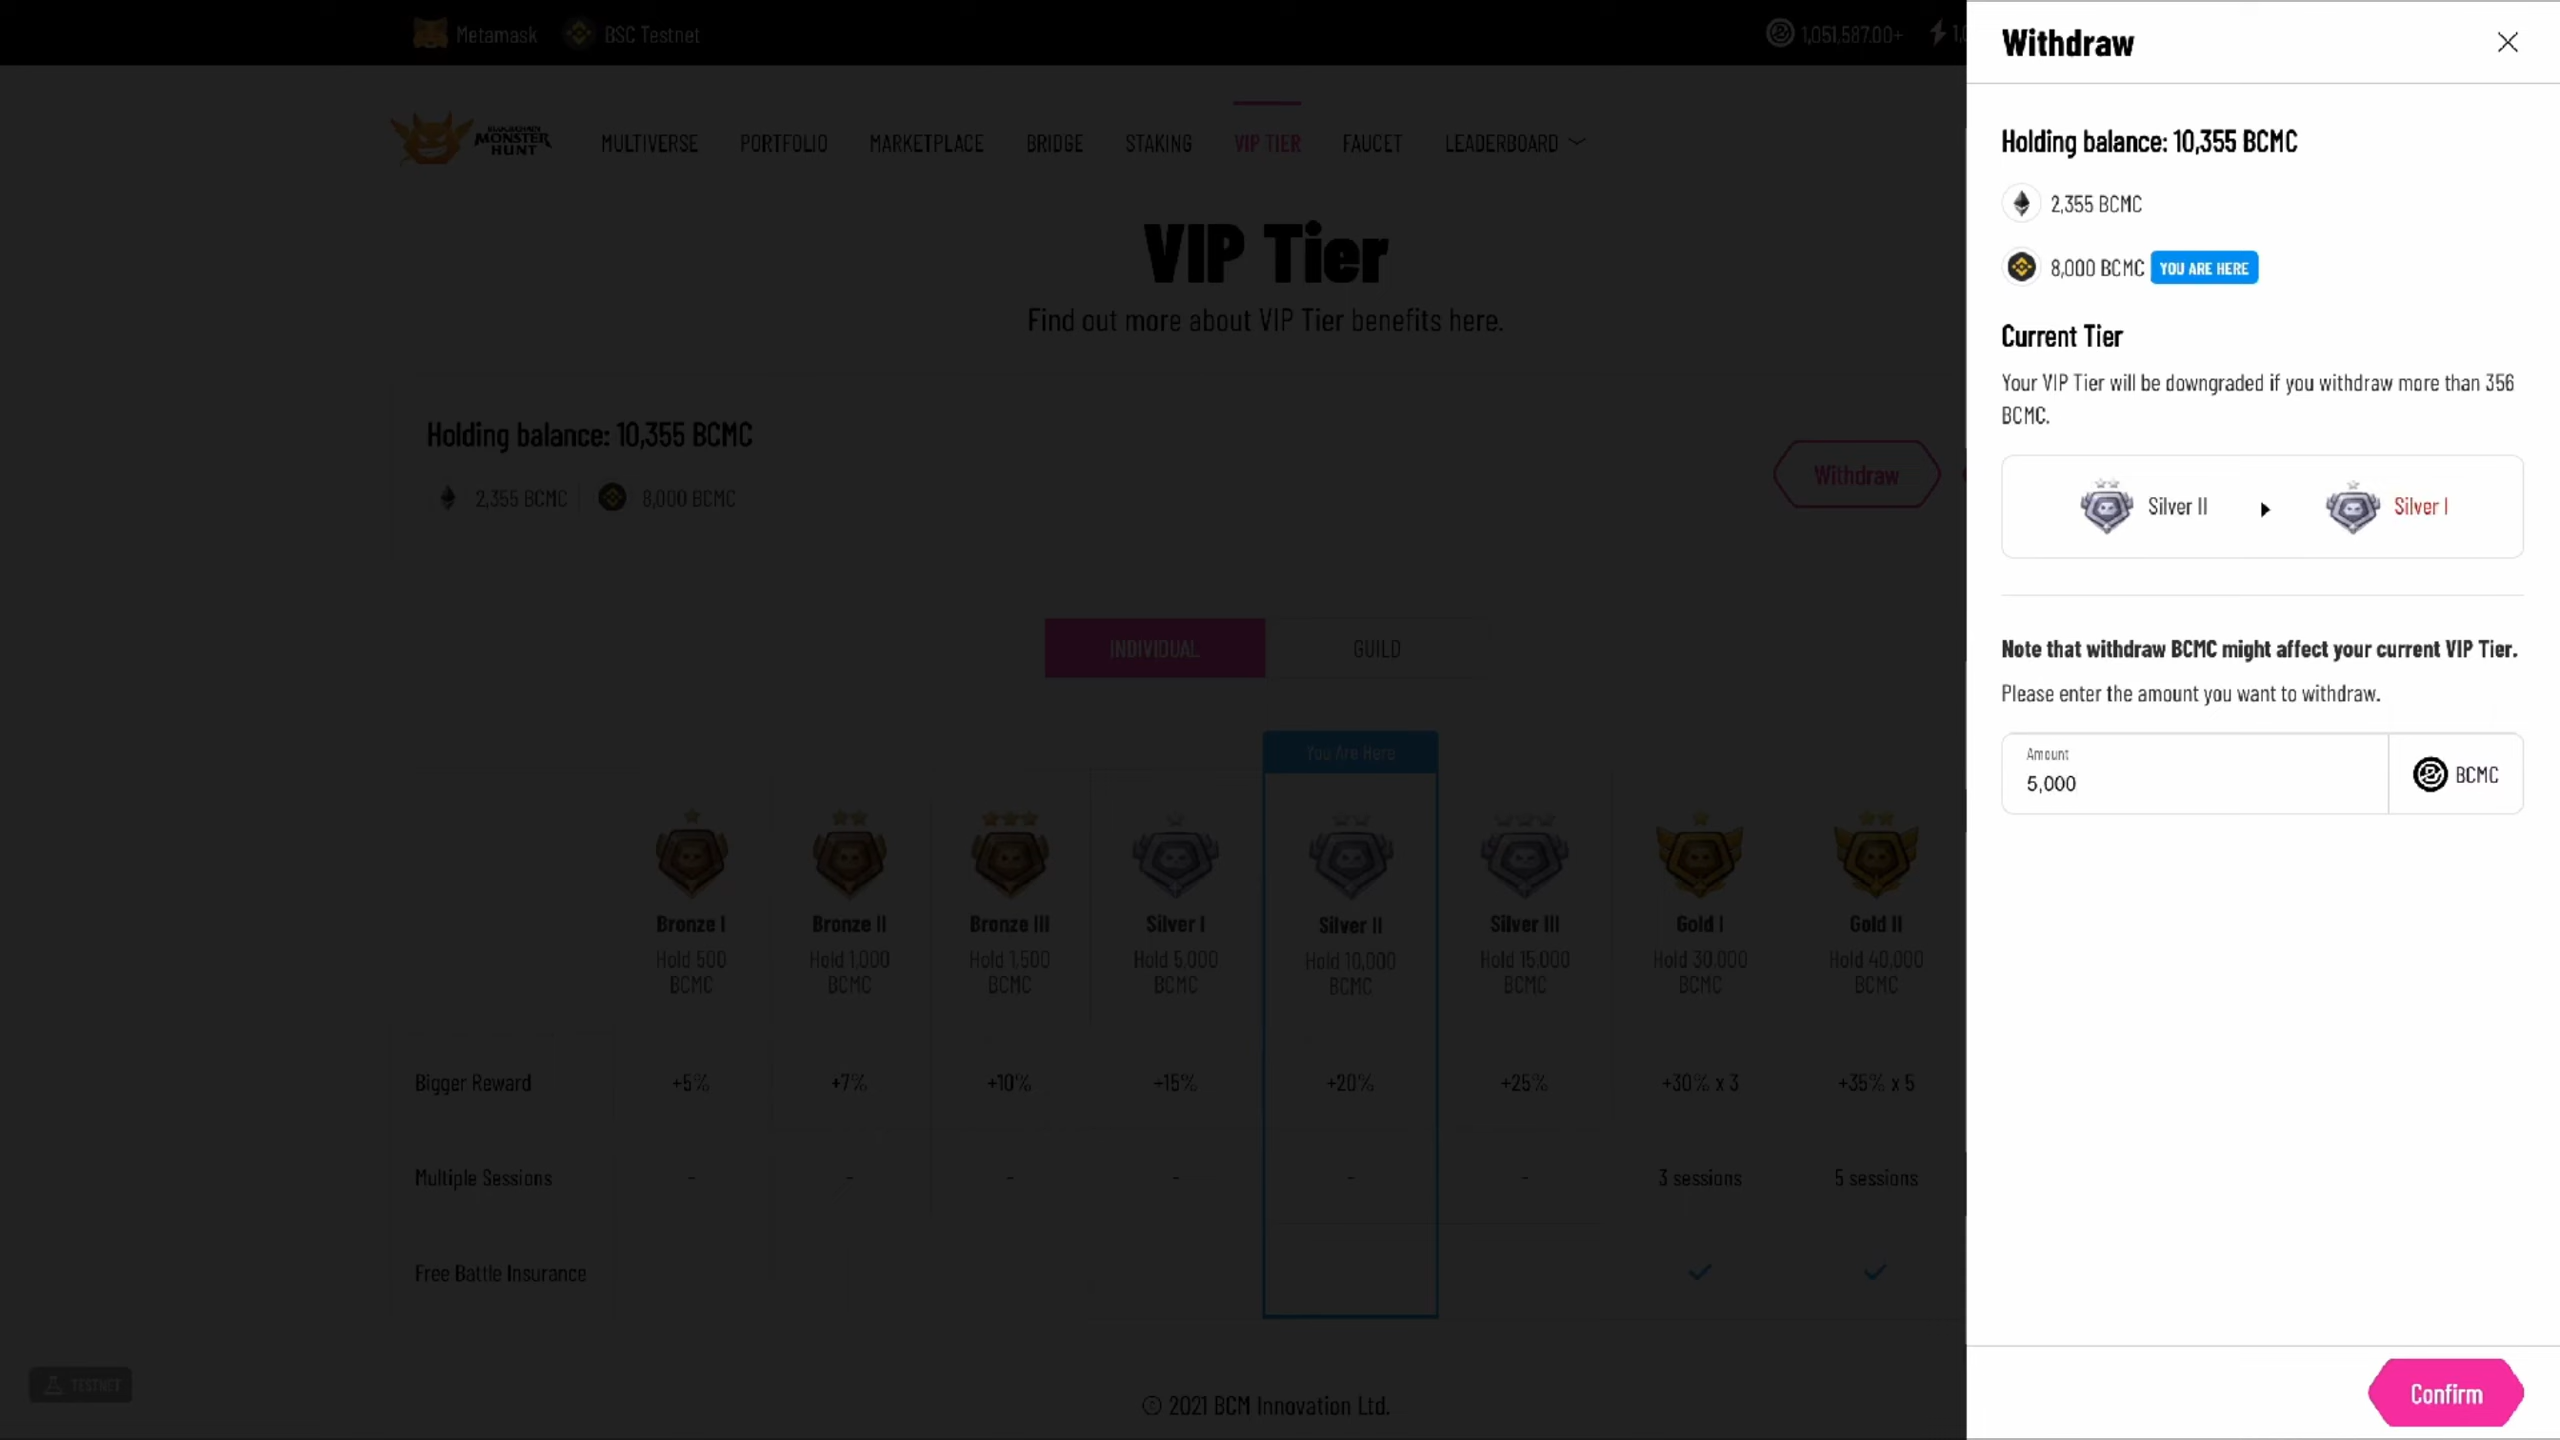 Metamask
BSC Testnet
1,051,587.00+
MONSTER
HUNT
MULTIVERSE
PORTFOLIO
MARKETPLACE
BRIDGE
STAKING
VIP TIER
FAUCET
LEADERBOARD
VIP Tier
Find out more about VIP Tier benefits here.
Holding balance: 10,355 BCMC
2,355 BCMC
8,000 BCMC
Withdraw
INDIVIDUAL
GUILD
You Are Here
Bronze I
Hold 500
BCMC
Bronze II
Hold 1,000
BCMC
Bronze III
Hold 1,500
BCMC
Silver I
Hold 5,000
BCMC
Silver II
Hold 10,000
BCMC
Silver III
Hold 15,000
BCMC
Gold I
Hold 30,000
BCMC
Gold II
Hold 40,000
BCMC
Bigger Reward
+5%
+7%
+10%
+15%
+20%
+25%
+30% x 3
+35% x 5
Multiple Sessions
-
-
-
-
-
-
3 sessions
5 sessions
Free Battle Insurance
TESTNET
© 2021 BCM Innovation Ltd.
Withdraw
Holding balance: 10,355 BCMC
2,355 BCMC
8,000 BCMC YOU ARE HERE
Current Tier
Your VIP Tier will be downgraded if you withdraw more than 356
BCMC.
Silver II
Silver I
Note that withdraw BCMC might affect your current VIP Tier.
Please enter the amount you want to withdraw.
Amount
5,000
BCMC
Confirm